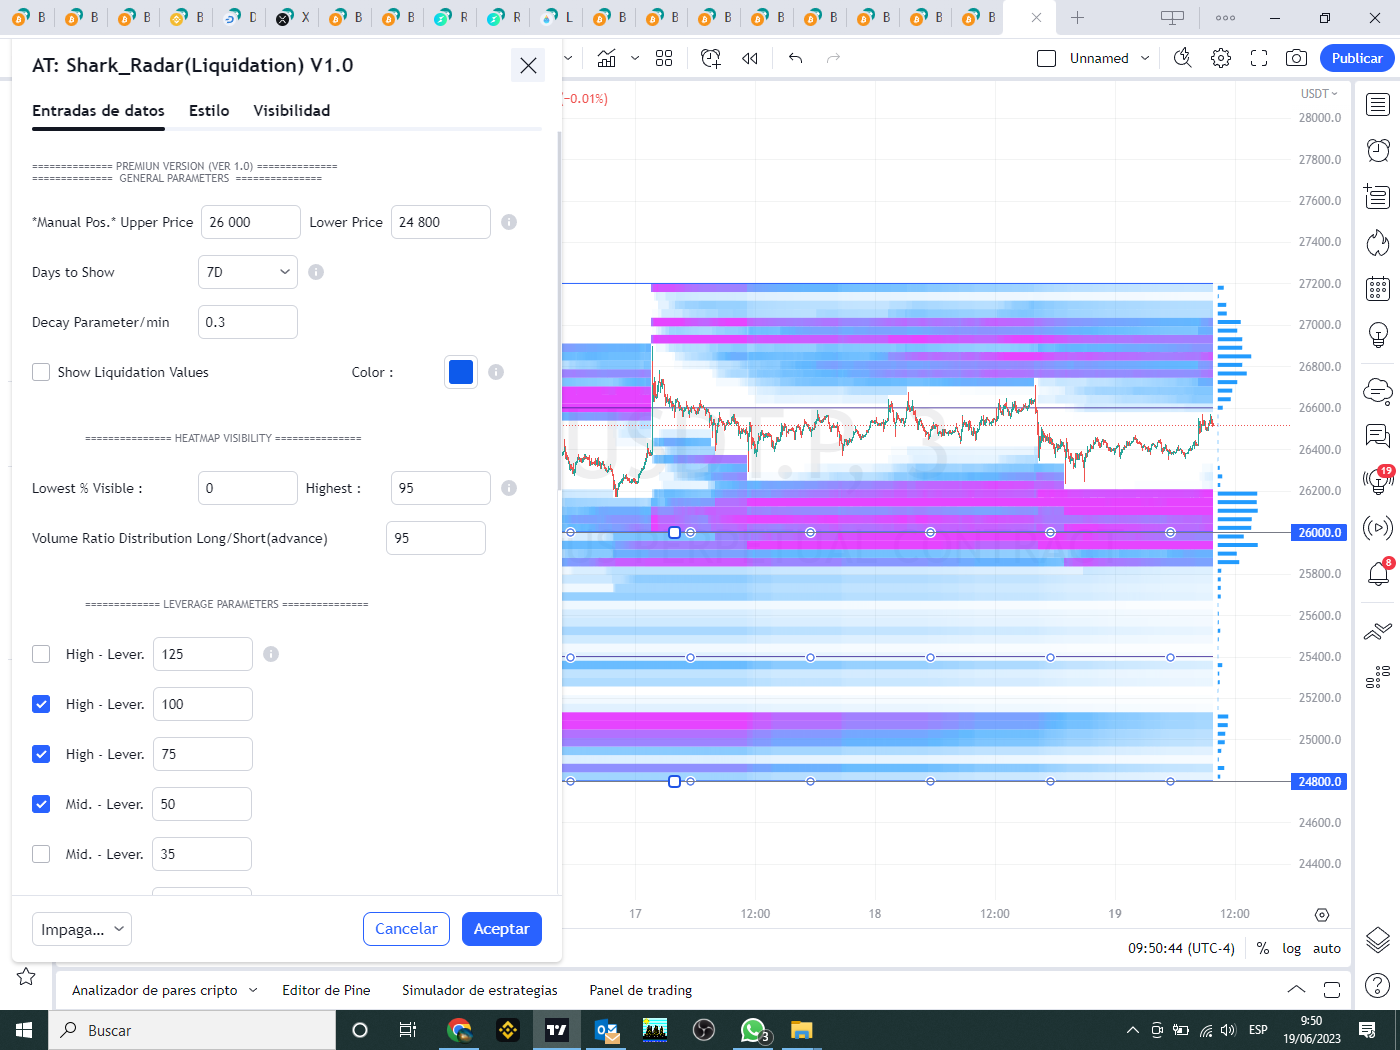 B B B B D X B B R R L B B B B B B B B
AT: Shark_Radar(Liquidation) V1.0
Unnamed
Publicar
Entradas de datos Estilo Visibilidad
(−0.01%)
USDT
============== PREMIUN VERSION (VER 1.0) ==============
============== GENERAL PARAMETERS ===============
*Manual Pos.* Upper Price 26 000 Lower Price 24 800
Days to Show 7D
Decay Parameter/min 0.3
Show Liquidation Values Color :
============== HEATMAP VISIBILITY ==============
Lowest % Visible : 0 Highest : 95
Volume Ratio Distribution Long/Short(advance) 95
============= LEVERAGE PARAMETERS ===============
High - Lever. 125
High - Lever. 100
High - Lever. 75
Mid. - Lever. 50
Mid. - Lever. 35
Impaga...
Cancelar
Aceptar
28000.0
27800.0
27600.0
27400.0
27200.0
27000.0
26800.0
26600.0
26400.0
26200.0
26000.0
25800.0
25600.0
25400.0
25200.0
25000.0
24800.0
24600.0
24400.0
17 12:00 18 12:00 19 12:00
19
8
09:50:44 (UTC-4) % log auto
Analizador de pares cripto Editor de Pine Simulador de estrategias Panel de trading
Buscar
3
ESP
9:50
19/06/2023